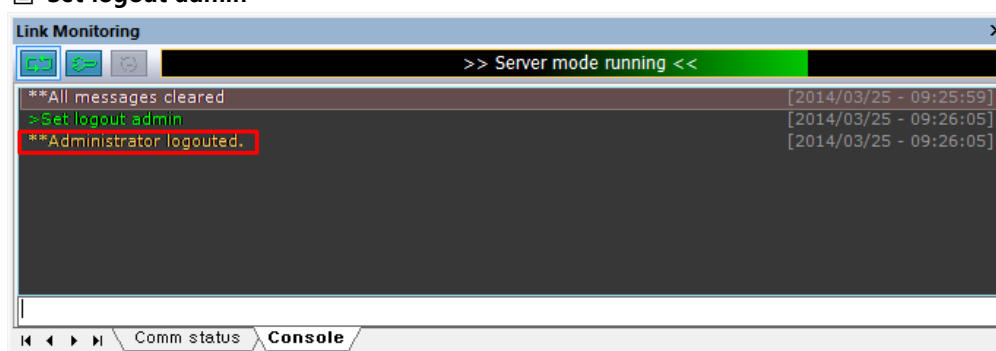 Set logout admin
Link Monitoring
>> Server mode running <<
**All messages cleared [2014/03/25 - 09:25:59]
>Set logout admin [2014/03/25 - 09:26:05]
**Administrator logouted. [2014/03/25 - 09:26:05]
Comm status Console